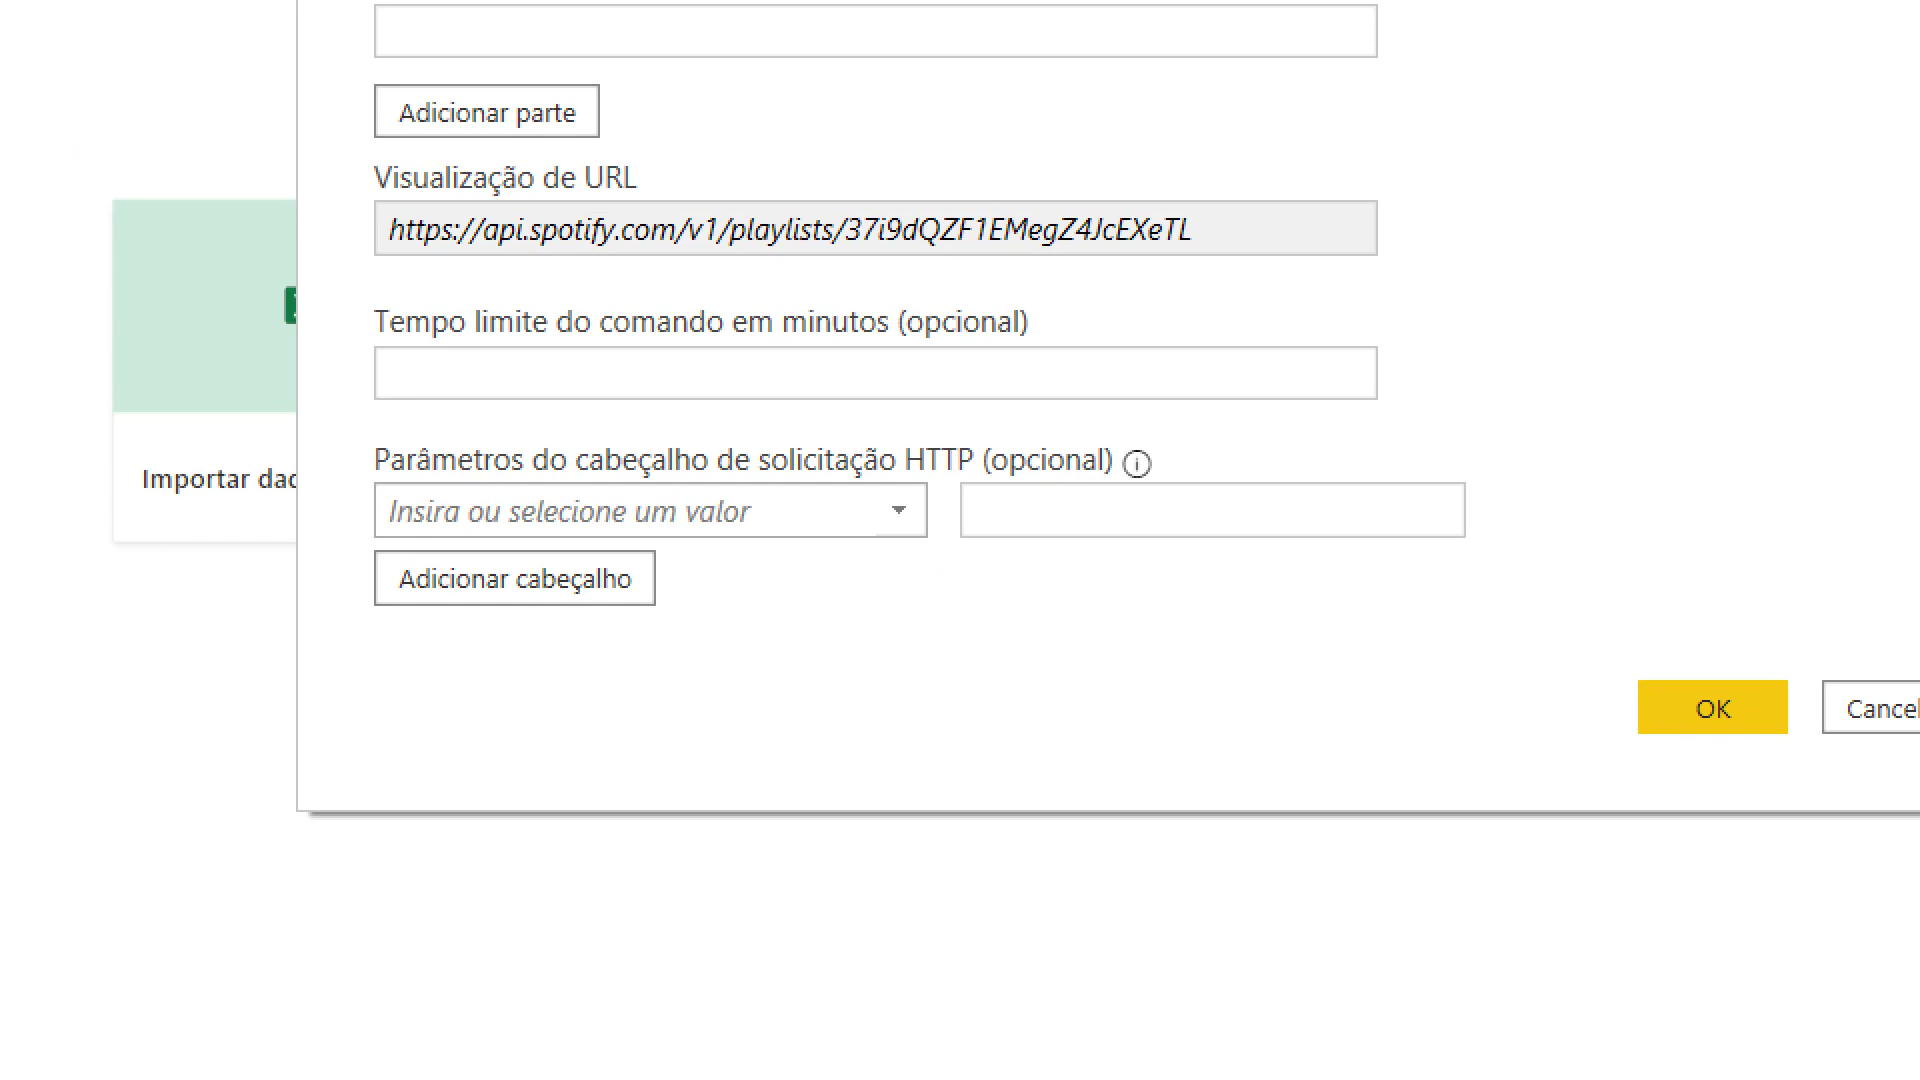 Adicionar parte
Visualização de URL
https://api.spotify.com/v1/playlists/37i9dQZF1EMegZ4JcEXeTL
Tempo limite do comando em minutos (opcional)
Parâmetros do cabeçalho de solicitação HTTP (opcional)
Importar dad
Insira ou selecione um valor
Adicionar cabeçalho
OK
Cancel